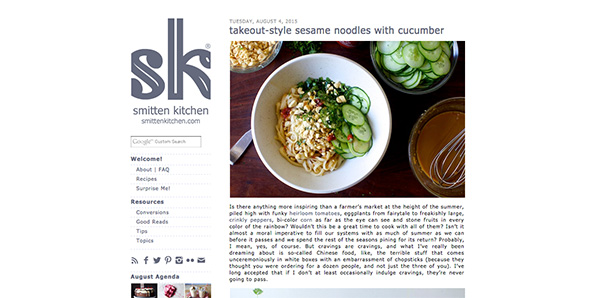 sk®
smitten kitchen
smittenkitchen.com
Google™ Custom Search
Welcome!
About | FAQ
Recipes
Surprise Me!
Resources
Conversions
Good Reads
Tips
Topics
August Agenda
TUESDAY, AUGUST 4, 2015
takeout-style sesame noodles with cucumber
Is there anything more inspiring than a farmer's market at the height of the summer,
piled high with funky heirloom tomatoes, eggplants from fairytale to freakishly large,
crinkly peppers, bi-color corn as far as the eye can see and stone fruits in every
color of the rainbow? Wouldn't this be a great time to cook with all of them? Isn't it
almost a moral imperative to fill our systems with as much of summer as we can
before it passes and we spend the rest of the seasons pining for its return? Probably,
I mean, yes, of course. But cravings are cravings, and what I've really been
dreaming about is so-called Chinese food, like, the terrible stuff that comes
unceremoniously in white boxes with an embarrassment of chopsticks (because they
thought you were ordering for a dozen people, and not just the three of you). I've
long accepted that if I don't at least occasionally indulge cravings, they're never
going to pass.